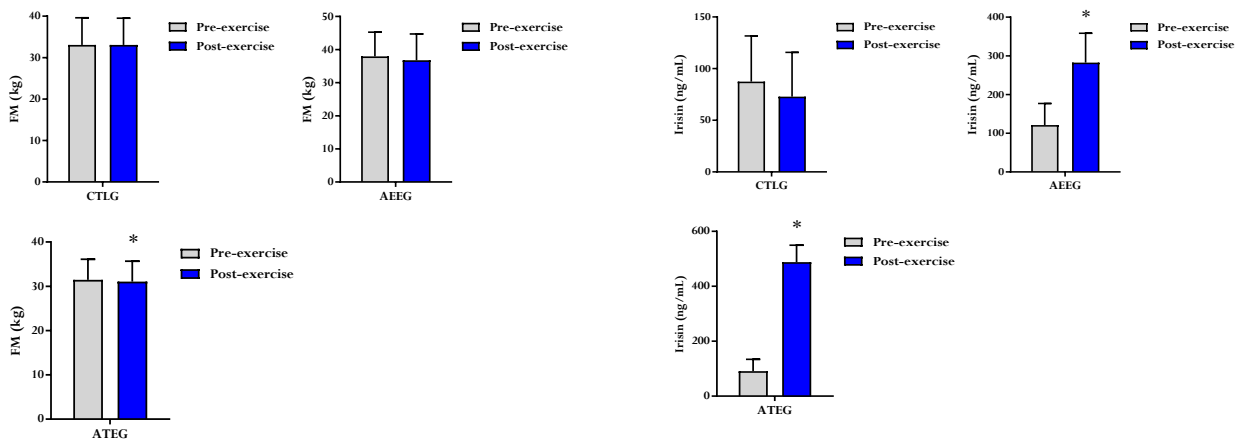 40
30
20
10
0
FM (kg)
CTLG
Pre-exercise
Post-exercise
50
40
30
20
10
0
FM (kg)
AEEG
Pre-exercise
Post-exercise
150
100
50
0
Irisin (ng/mL)
CTLG
Pre-exercise
Post-exercise
400
300
200
100
0
Irisin (ng/mL)
*
AEEG
Pre-exercise
Post-exercise
40
30
20
10
0
FM (kg)
*
ATEG
Pre-exercise
Post-exercise
600
400
200
0
Irisin (ng/mL)
*
ATEG
Pre-exercise
Post-exercise